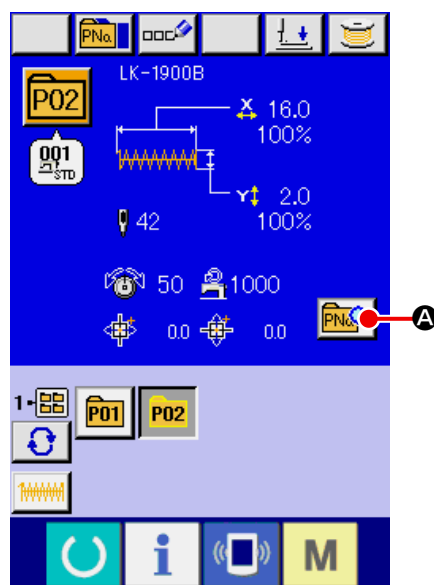 PNo.
LK-1900B
P02
X 16.0
100%
001
STD
Y 2.0
100%
42
50 1000
PNo.
A
0.0 0.0
1-
P01 P02
i M